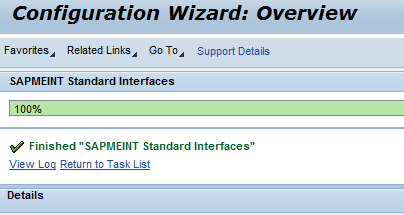 Configuration Wizard: Overview
Favorites Related Links Go To Support Details
SAPMEINT Standard Interfaces
100%
Finished "SAPMEINT Standard Interfaces"
View Log Return to Task List
Details